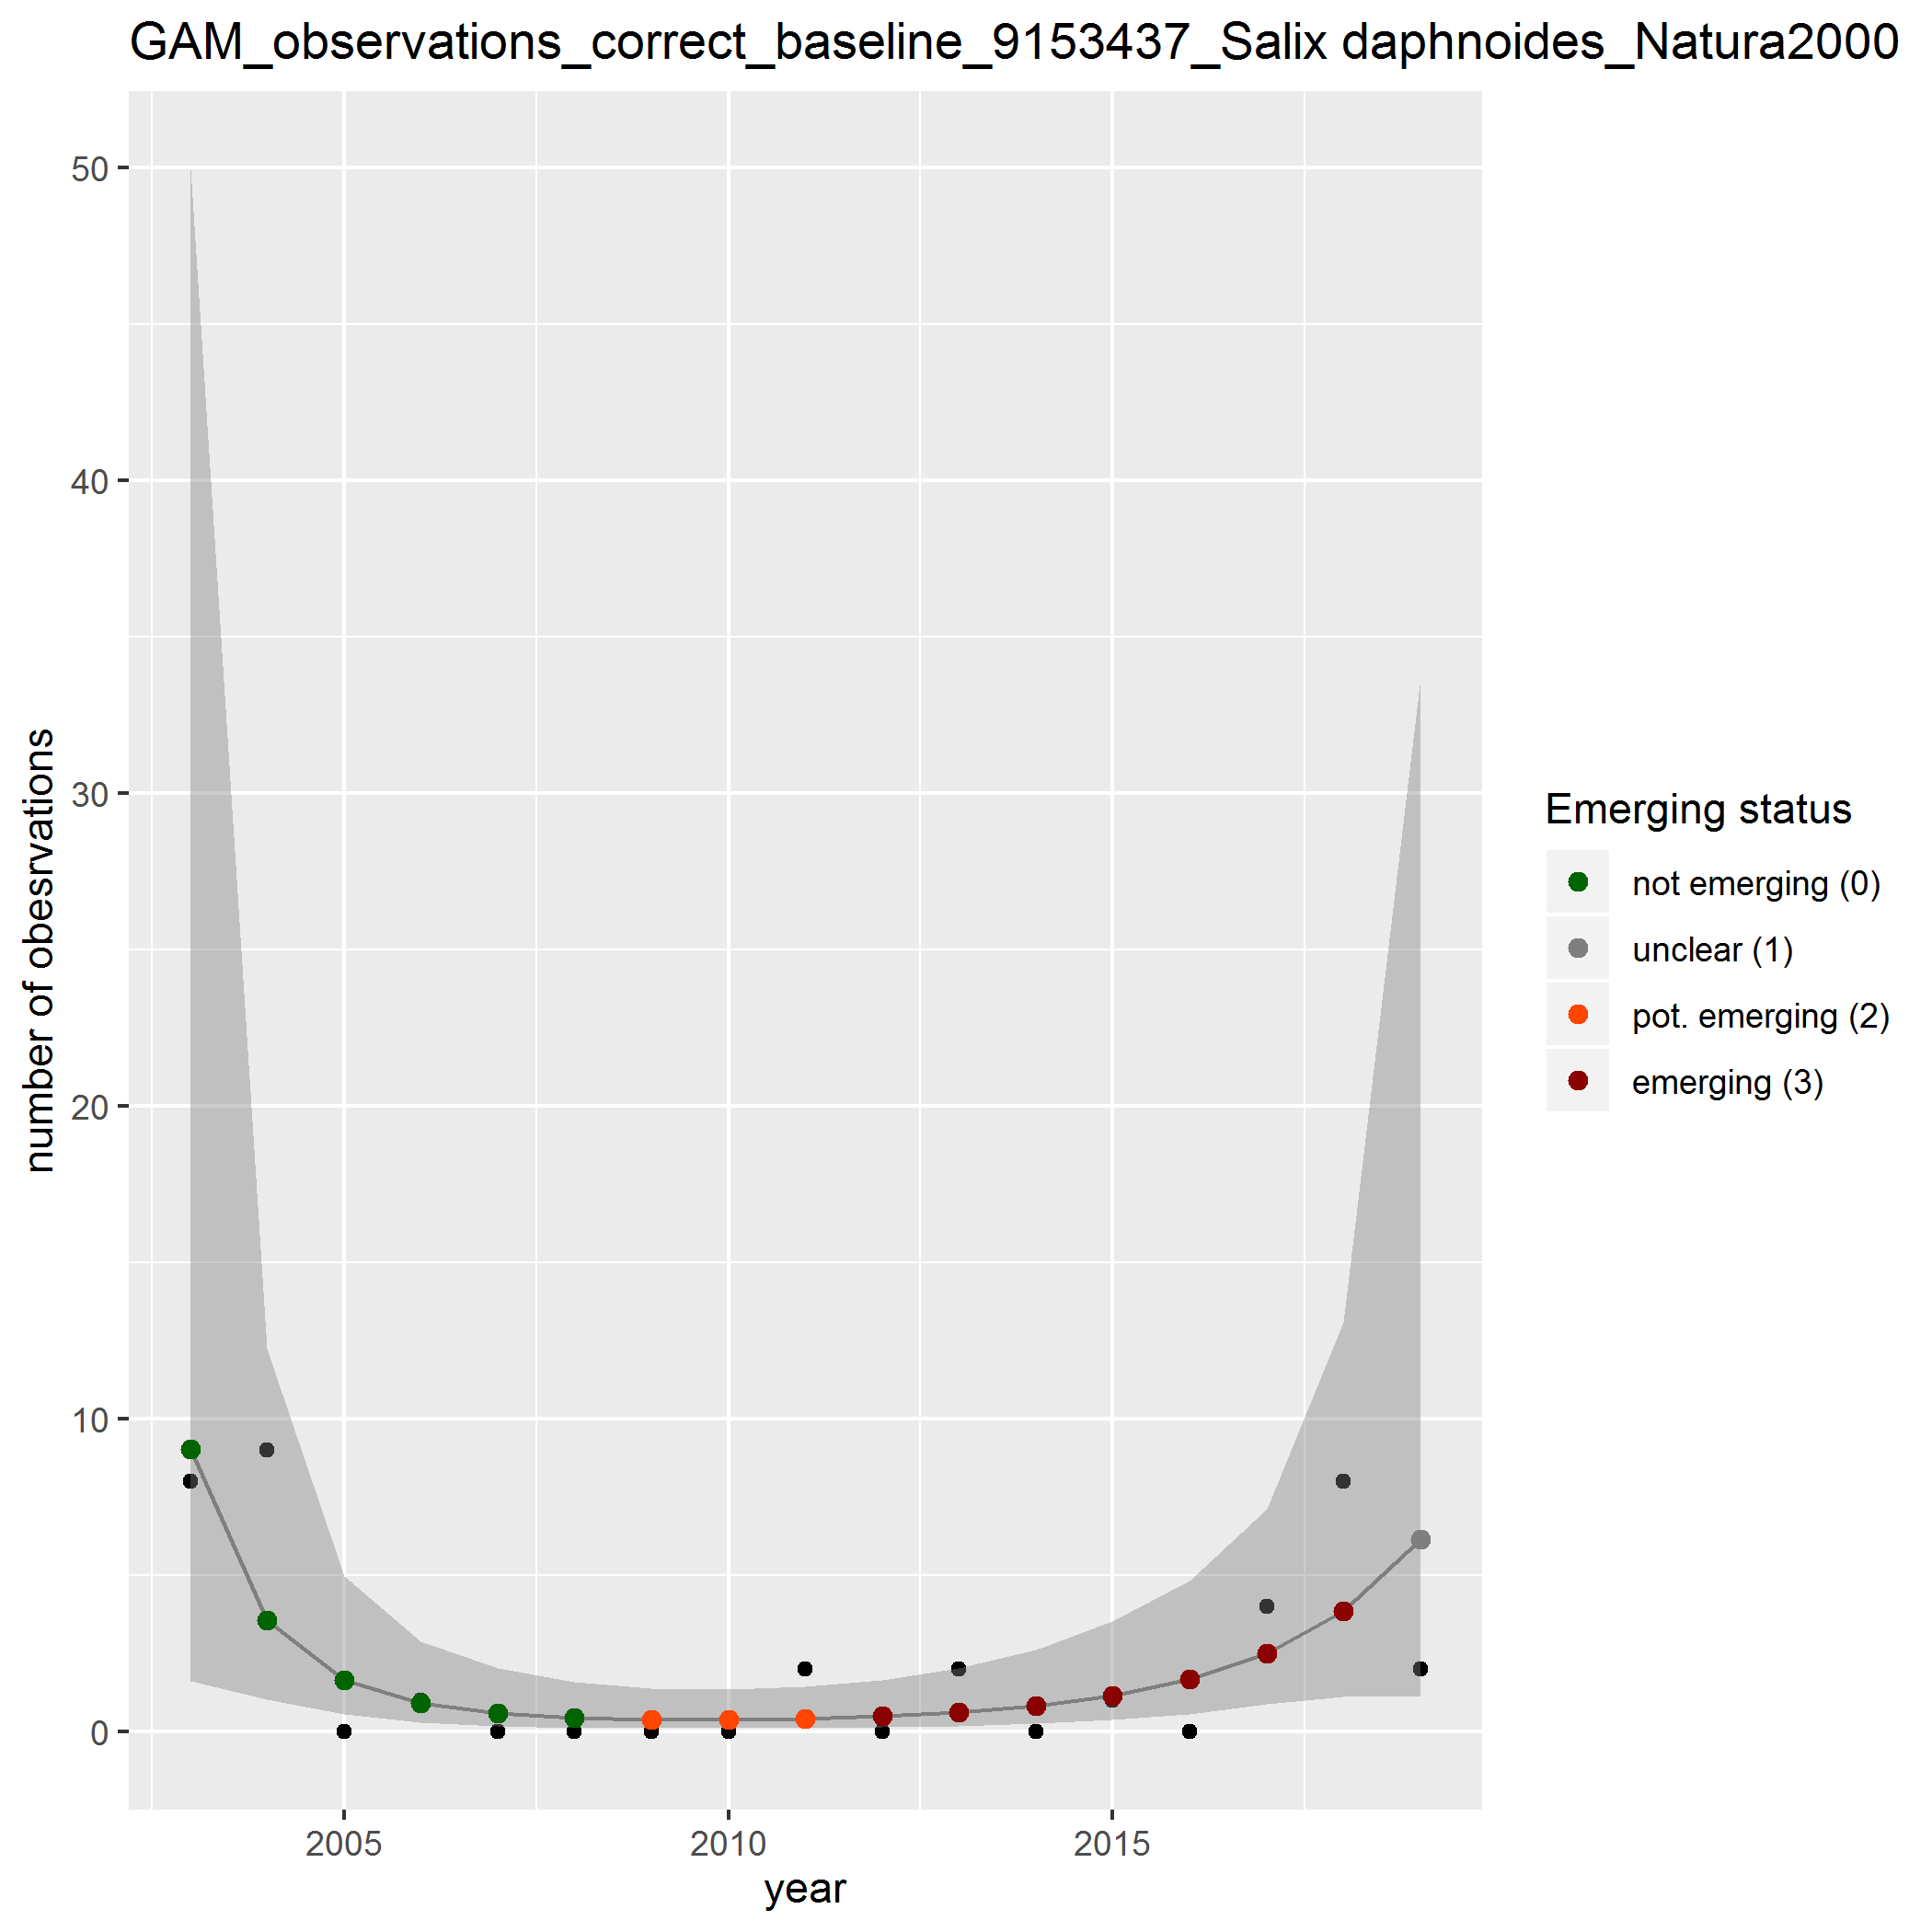 GAM_observations_correct_baseline_9153437_Salix daphnoides_Natura2000
50
40
30
20
10
0
number of obesrvations
2005
2010
2015
year
Emerging status
not emerging (0)
unclear (1)
pot. emerging (2)
emerging (3)